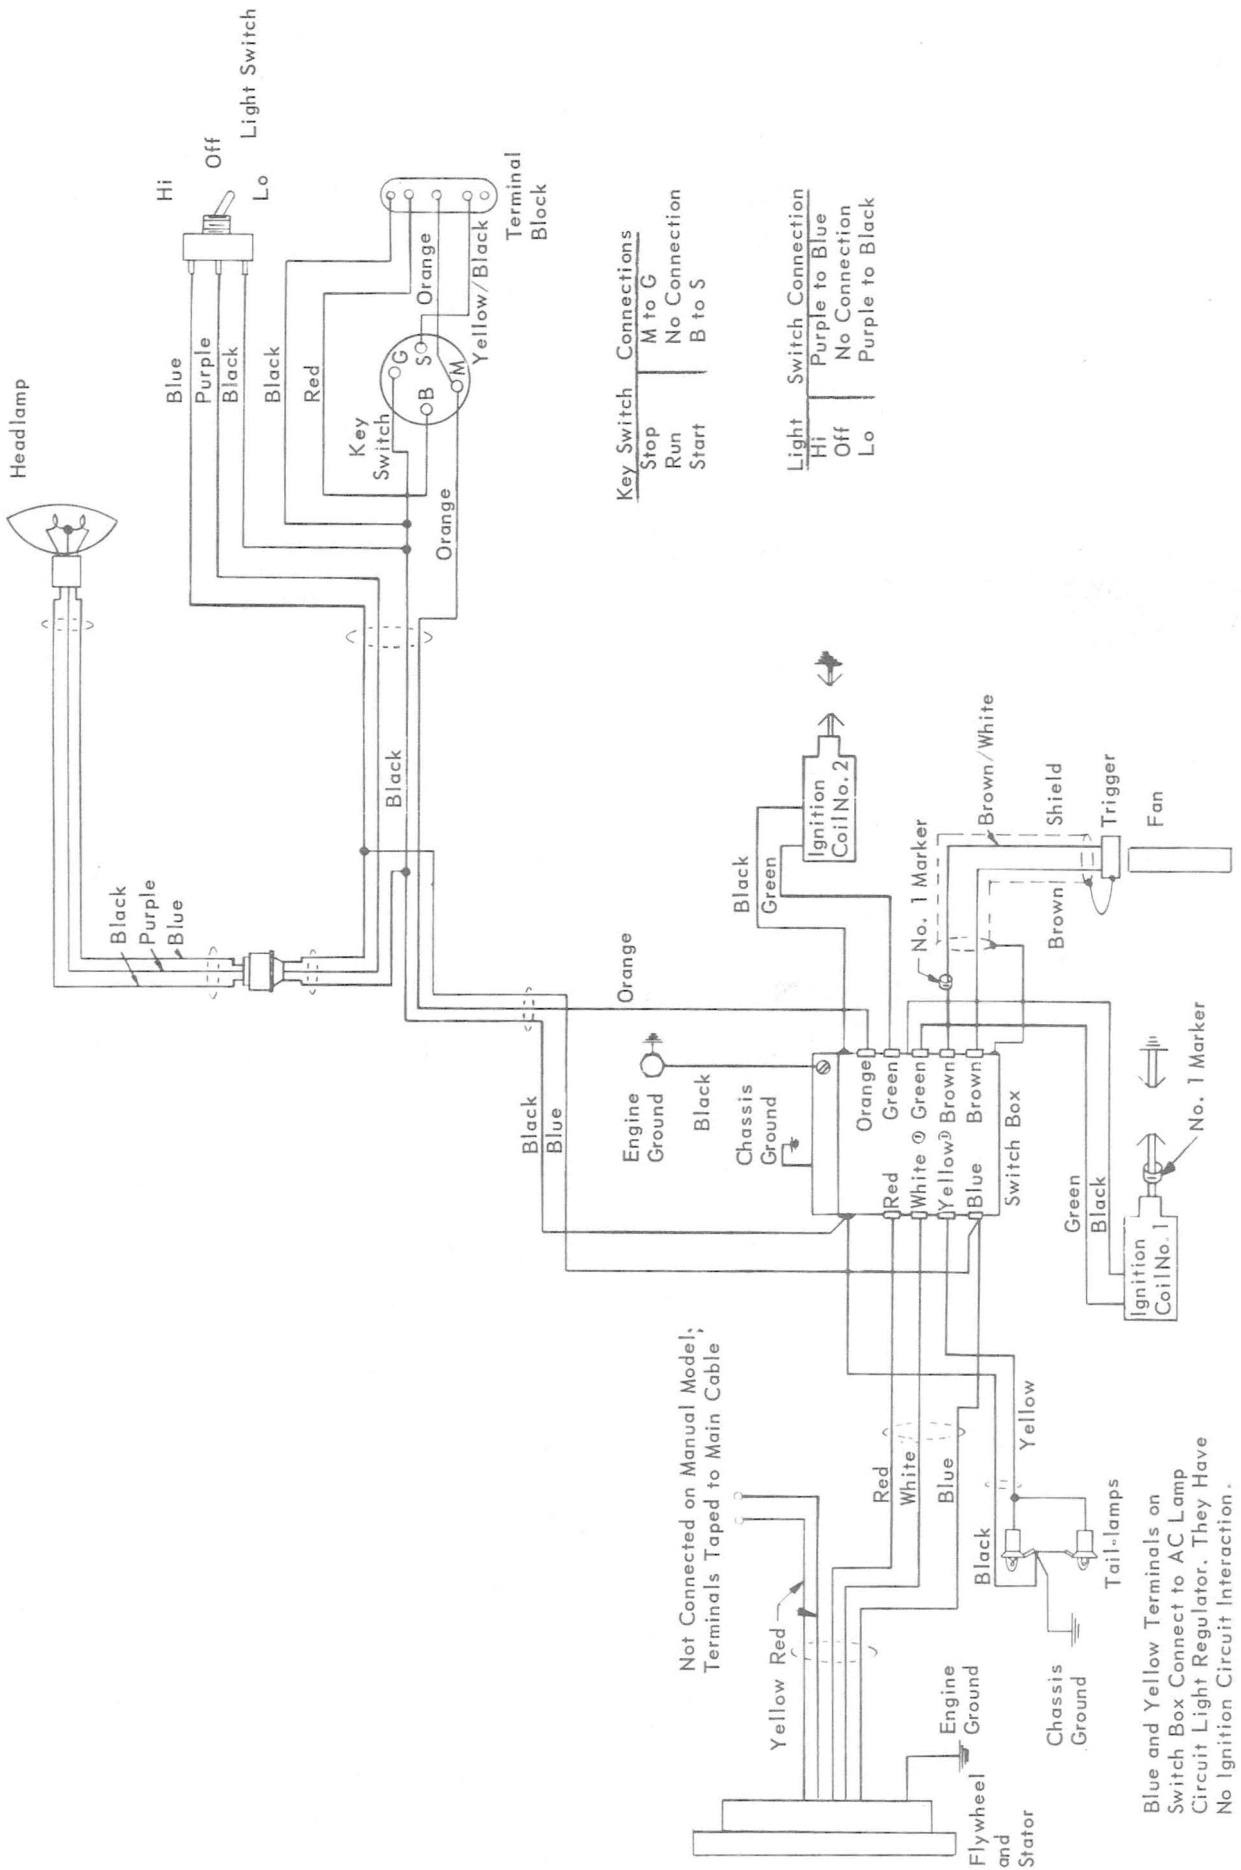 Headlamp
Hi
Off
Lo
Light Switch
Blue
Purple
Black
Black
Red
Key
Switch
G
B
S
M
Orange
Yellow/Black
Terminal
Block
Orange
Black
Black
Purple
Blue
Key Switch Connections
Stop M to G
Run No Connection
Start B to S
Light Switch Connection
Hi Purple to Blue
Off No Connection
Lo Purple to Black
Orange
Black
Blue
Engine
Ground
Black
Chassis
Ground
Black
Green
Ignition
Coil No. 2
No. 1 Marker
Brown/White
Shield
Trigger
Fan
Brown
Orange
Green
Red
White ① Green
Yellow① Brown
Blue Brown
Switch Box
Green
Black
Ignition
Coil No. 1
No. 1 Marker
Not Connected on Manual Model;
Terminals Taped to Main Cable
Yellow Red
Red
White
Blue
Black
Yellow
Tail-lamps
Engine
Ground
Chassis
Ground
Flywheel
and
Stator
Blue and Yellow Terminals on
Switch Box Connect to AC Lamp
Circuit Light Regulator. They Have
No Ignition Circuit Interaction.